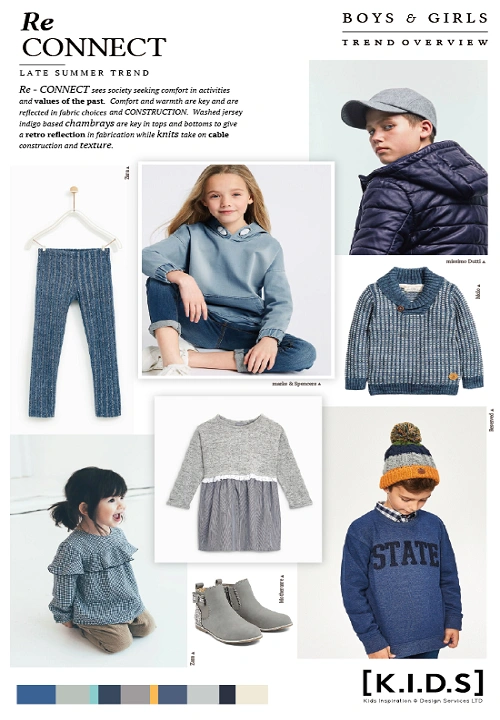 Re
CONNECT
LATE SUMMER TREND
BOYS & GIRLS
TREND OVERVIEW
Re - CONNECT sees society seeking comfort in activities
and values of the past. Comfort and warmth are key and are
reflected in fabric choices and CONSTRUCTION. Washed jersey
indigo based chambrays are key in tops and bottoms to give
a retro reflection in fabrication while knits take on cable
construction and texture.
Zara
missimo Dutti
marks & Spencers
STATE
Reserved
Mothercare
Zara
[K.I.D.S]
Kids Inspiration & Design Services LTD